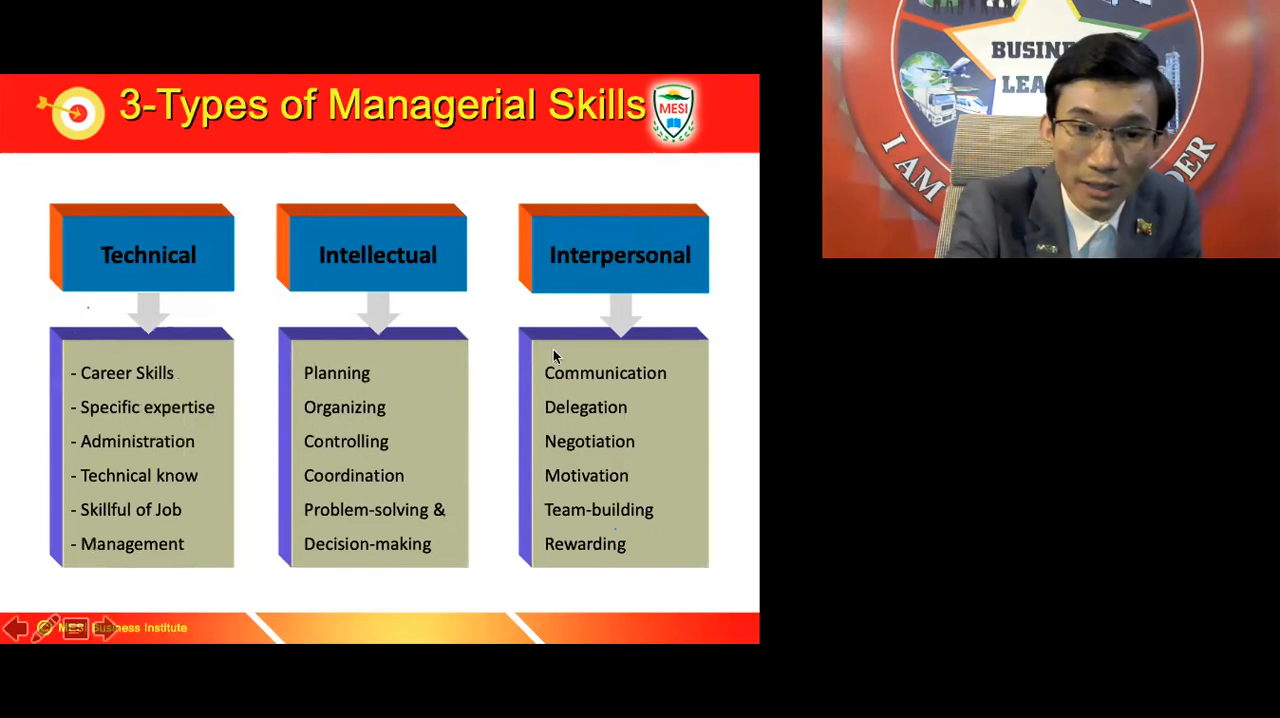 3-Types of Managerial Skills
MESI
Technical
- Career Skills
- Specific expertise
- Administration
- Technical know
- Skillful of Job
- Management
Intellectual
Planning
Organizing
Controlling
Coordination
Problem-solving &
Decision-making
Interpersonal
Communication
Delegation
Negotiation
Motivation
Team-building
Rewarding
MESI Business Institute
BUSINE
LEA
I AM
DER